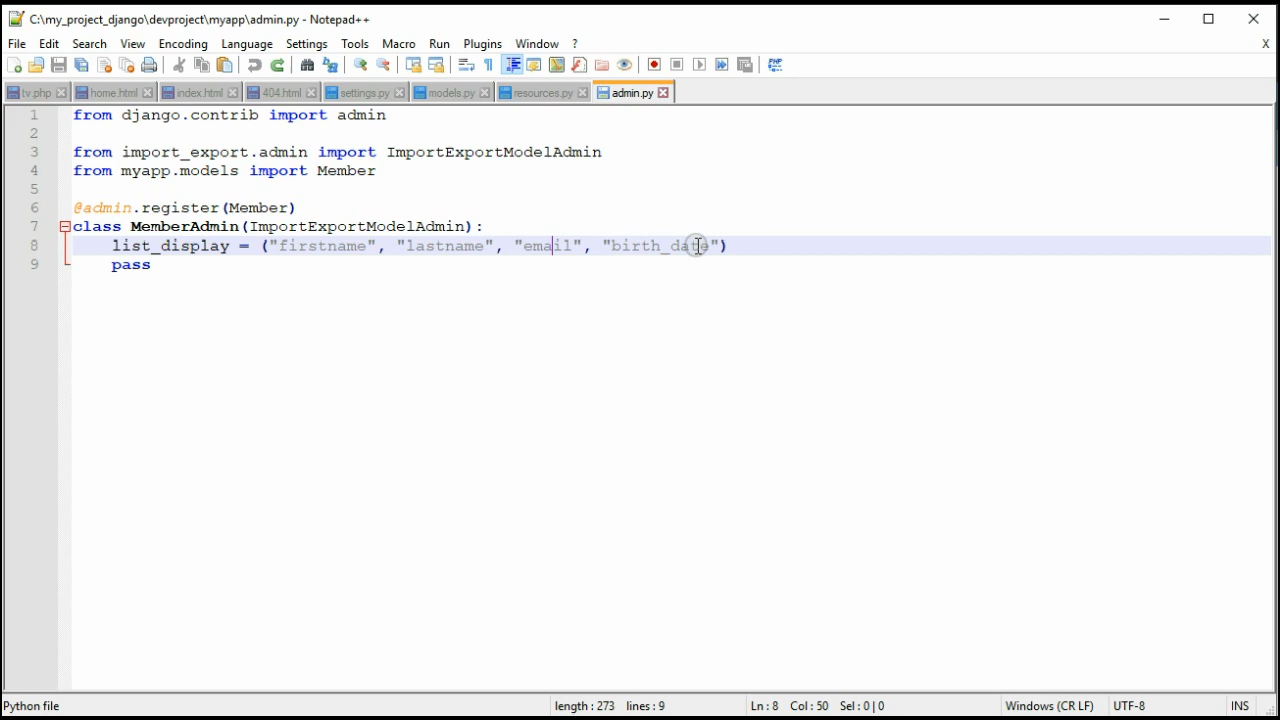 C:\my_project_django\devproject\myapp\admin.py - Notepad++
File Edit Search View Encoding Language Settings Tools Macro Run Plugins Window ? X
tv.php home.html index.html 404.html settings.py models.py resources.py admin.py
1 from django.contrib import admin
2
3 from import_export.admin import ImportExportModelAdmin
4 from myapp.models import Member
5
6 @admin.register(Member)
7 class MemberAdmin(ImportExportModelAdmin):
8 list_display = ("firstname", "lastname", "email", "birth_date")
9 pass
Python file length : 273 lines : 9 Ln : 8 Col : 50 Sel : 0 | 0 Windows (CR LF) UTF-8 INS